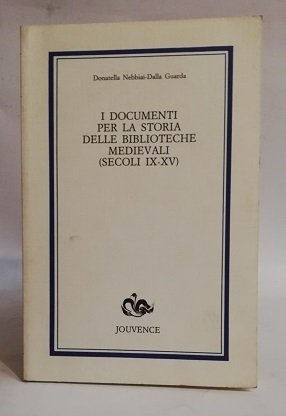 Donatella Nebbiai-Dalla Guarda
I DOCUMENTI
PER LA STORIA
DELLE BIBLIOTECHE
MEDIEVALI
(SECOLI IX-XV)
JOUVENCE